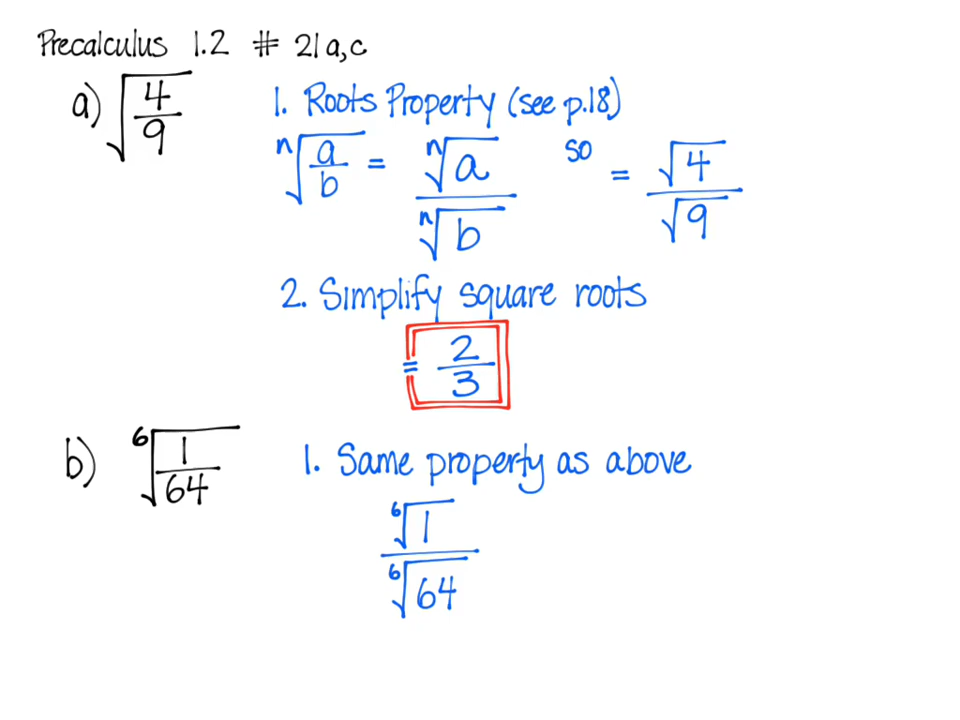 Precalculus 1.2 # 21a,c
a) √(4/9) 1. Roots Property (see p.18)
ⁿ√(a/b) = ⁿ√a / ⁿ√b so = √4 / √9
2. Simplify square roots
= 2/3
b) ⁶√(1/64) 1. Same property as above
⁶√1 / ⁶√64